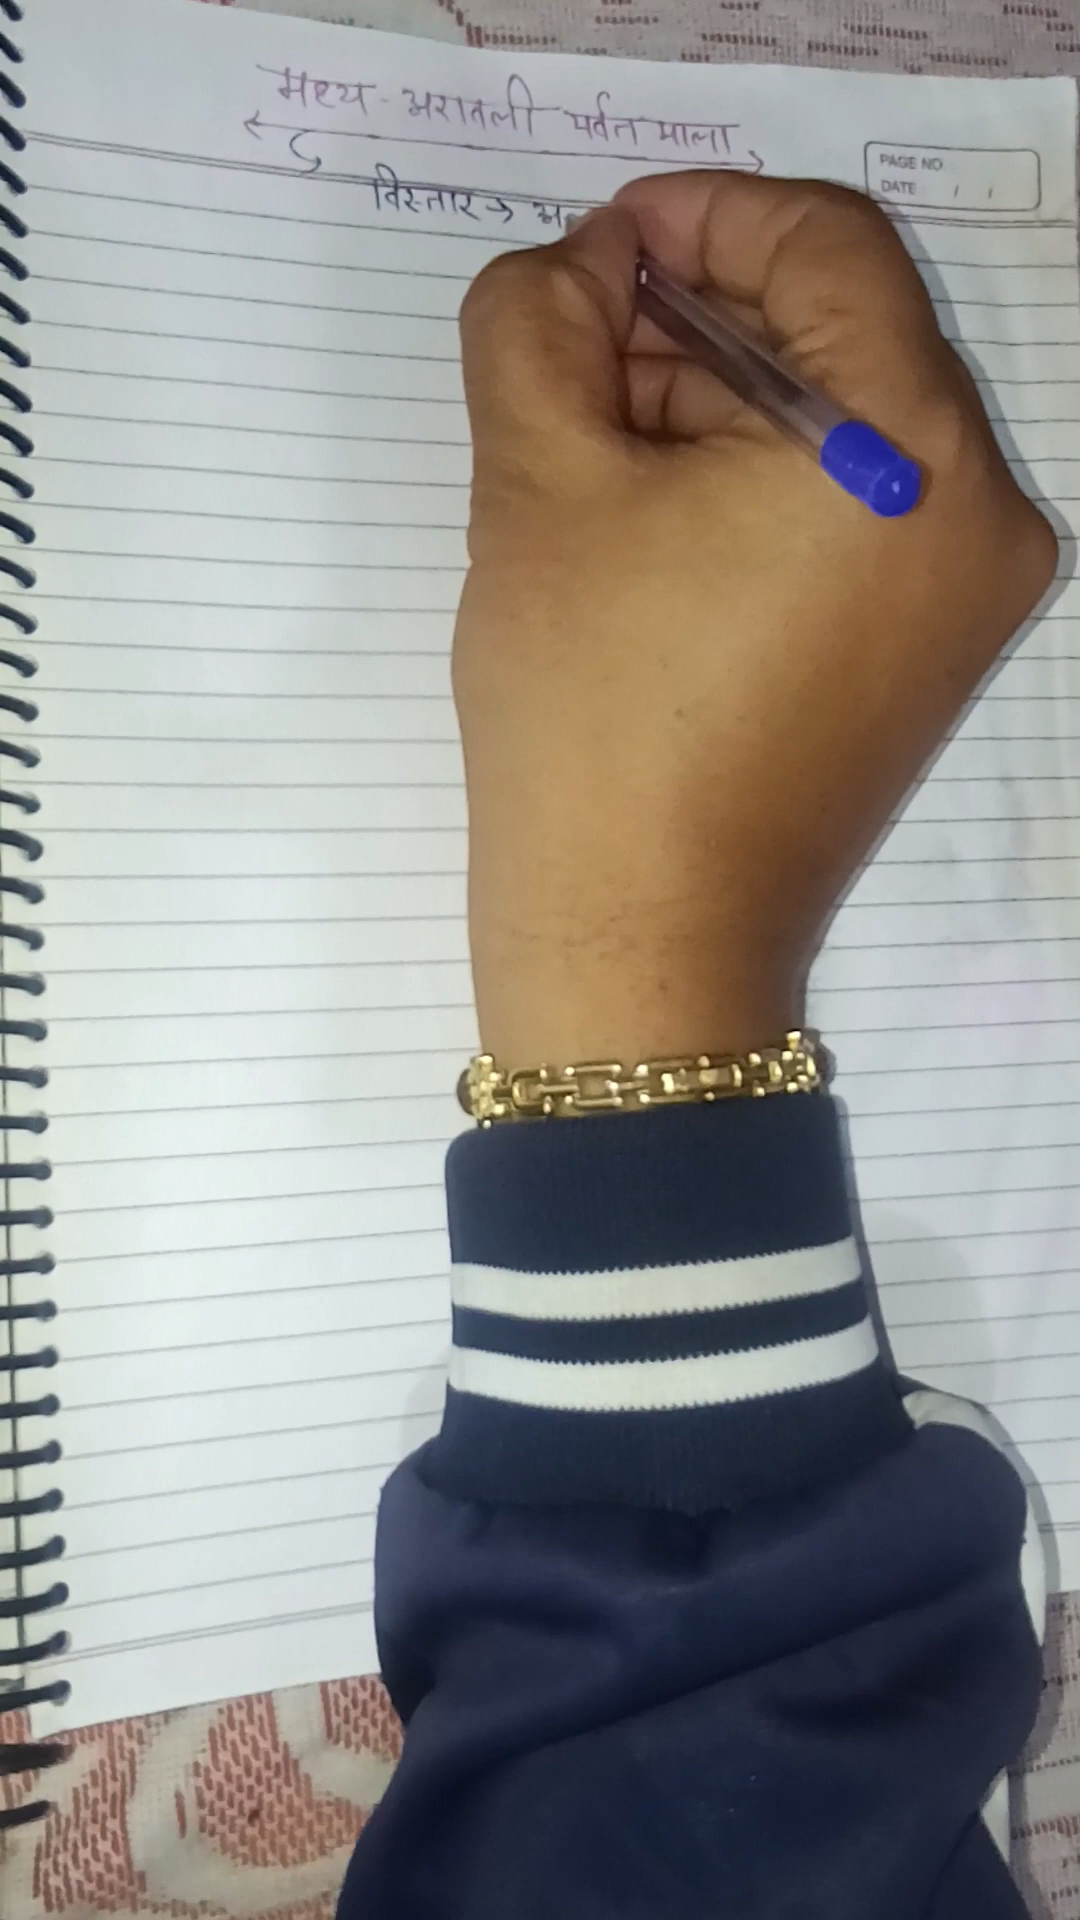 मध्य - अरावली पर्वत माला
PAGE NO.
DATE / /
विस्तार →